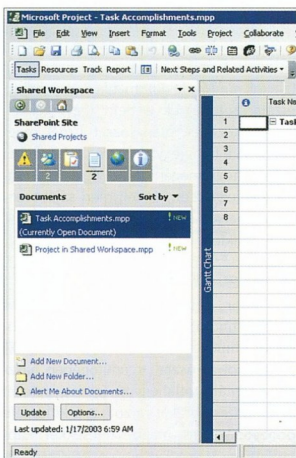 Microsoft Project - Task Accomplishments.mpp
File Edit View Insert Format Tools Project Collaborate
Tasks Resources Track Report Next Steps and Related Activities
Shared Workspace
SharePoint Site
Shared Projects
2 2
Documents Sort by
Task Accomplishments.mpp ! NEW
(Currently Open Document)
Project in Shared Workspace.mpp ! NEW
Add New Document...
Add New Folder...
Alert Me About Documents...
Update Options...
Last updated: 1/17/2003 6:59 AM
Ready
Gantt Chart
Task Na
1 Task
2
3
4
5
6
7
8